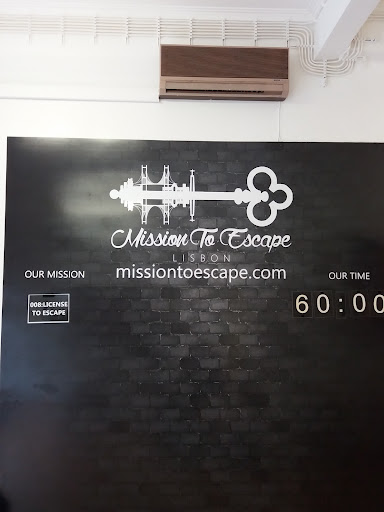 Mission To Escape
LISBON
missiontoescape.com
OUR MISSION
OUR TIME
008:LICENSE
TO ESCAPE
60:00